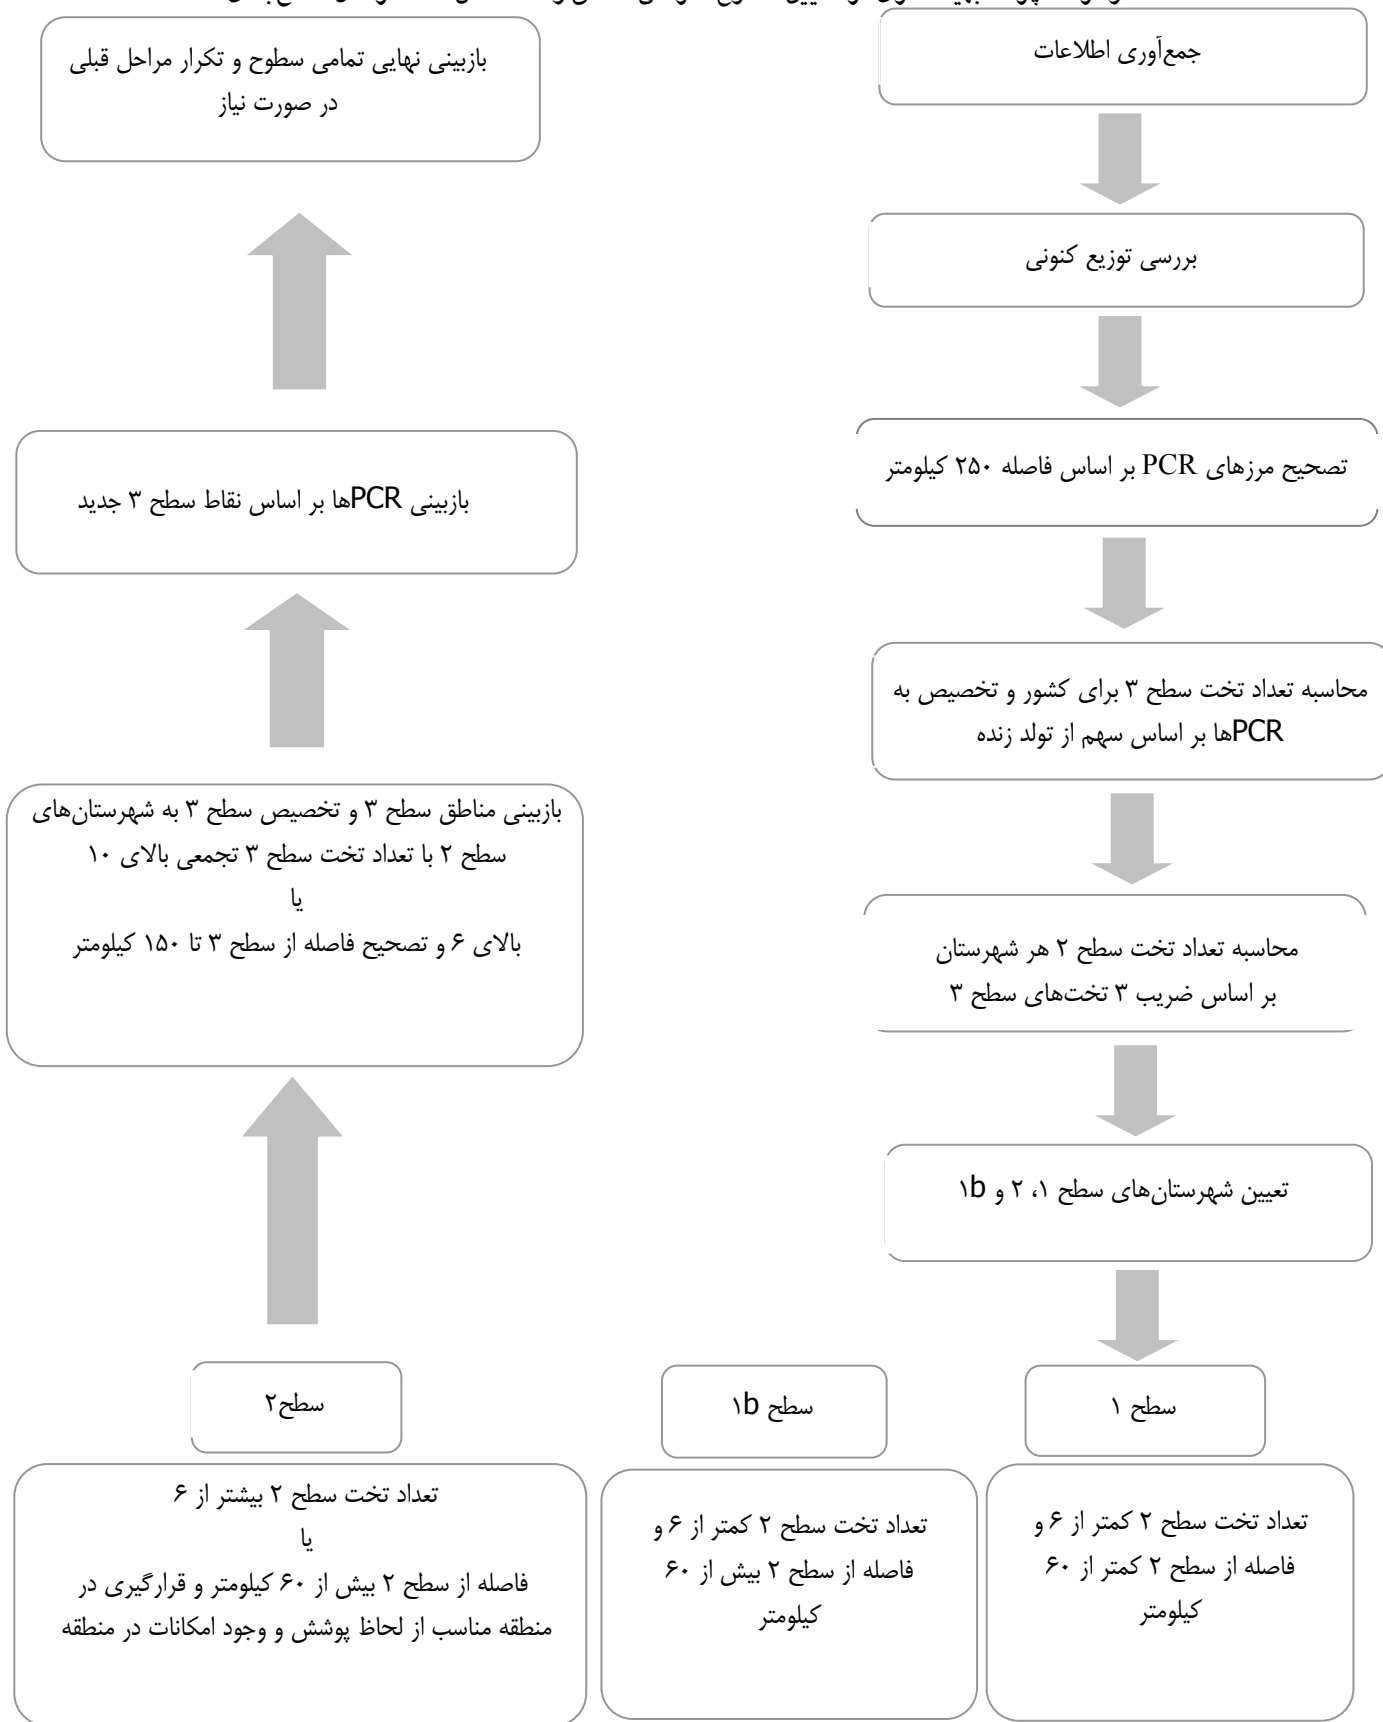 جمع‌آوری اطلاعات
بررسی توزیع کنونی
تصحیح مرزهای PCR بر اساس فاصله ۲۵۰ کیلومتر
محاسبه تعداد تخت سطح ۳ برای کشور و تخصیص به
PCRها بر اساس سهم از تولد زنده
محاسبه تعداد تخت سطح ۲ هر شهرستان
بر اساس ضریب ۳ تخت‌های سطح ۳
تعیین شهرستان‌های سطح ۱، ۲ و ۱b
سطح ۱
تعداد تخت سطح ۲ کمتر از ۶ و
فاصله از سطح ۲ کمتر از ۶۰
کیلومتر
سطح ۱b
تعداد تخت سطح ۲ کمتر از ۶ و
فاصله از سطح ۲ بیش از ۶۰
کیلومتر
سطح۲
تعداد تخت سطح ۲ بیشتر از ۶
یا
فاصله از سطح ۲ بیش از ۶۰ کیلومتر و قرارگیری در
منطقه مناسب از لحاظ پوشش و وجود امکانات در منطقه
بازبینی مناطق سطح ۳ و تخصیص سطح ۳ به شهرستان‌های
سطح ۲ با تعداد تخت سطح ۳ تجمعی بالای ۱۰
یا
بالای ۶ و تصحیح فاصله از سطح ۳ تا ۱۵۰ کیلومتر
بازبینی PCRها بر اساس نقاط سطح ۳ جدید
بازبینی نهایی تمامی سطوح و تکرار مراحل قبلی
در صورت نیاز